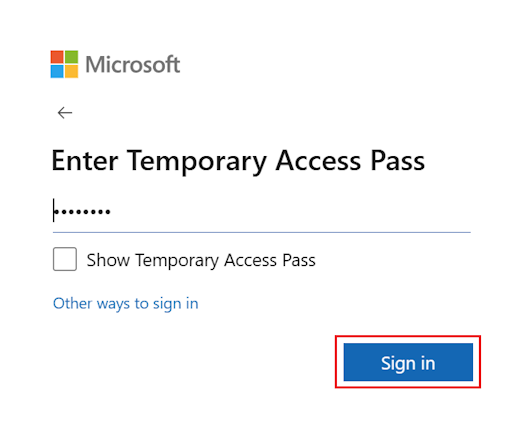 Microsoft
←
Enter Temporary Access Pass
••••••••
Show Temporary Access Pass
Other ways to sign in
Sign in